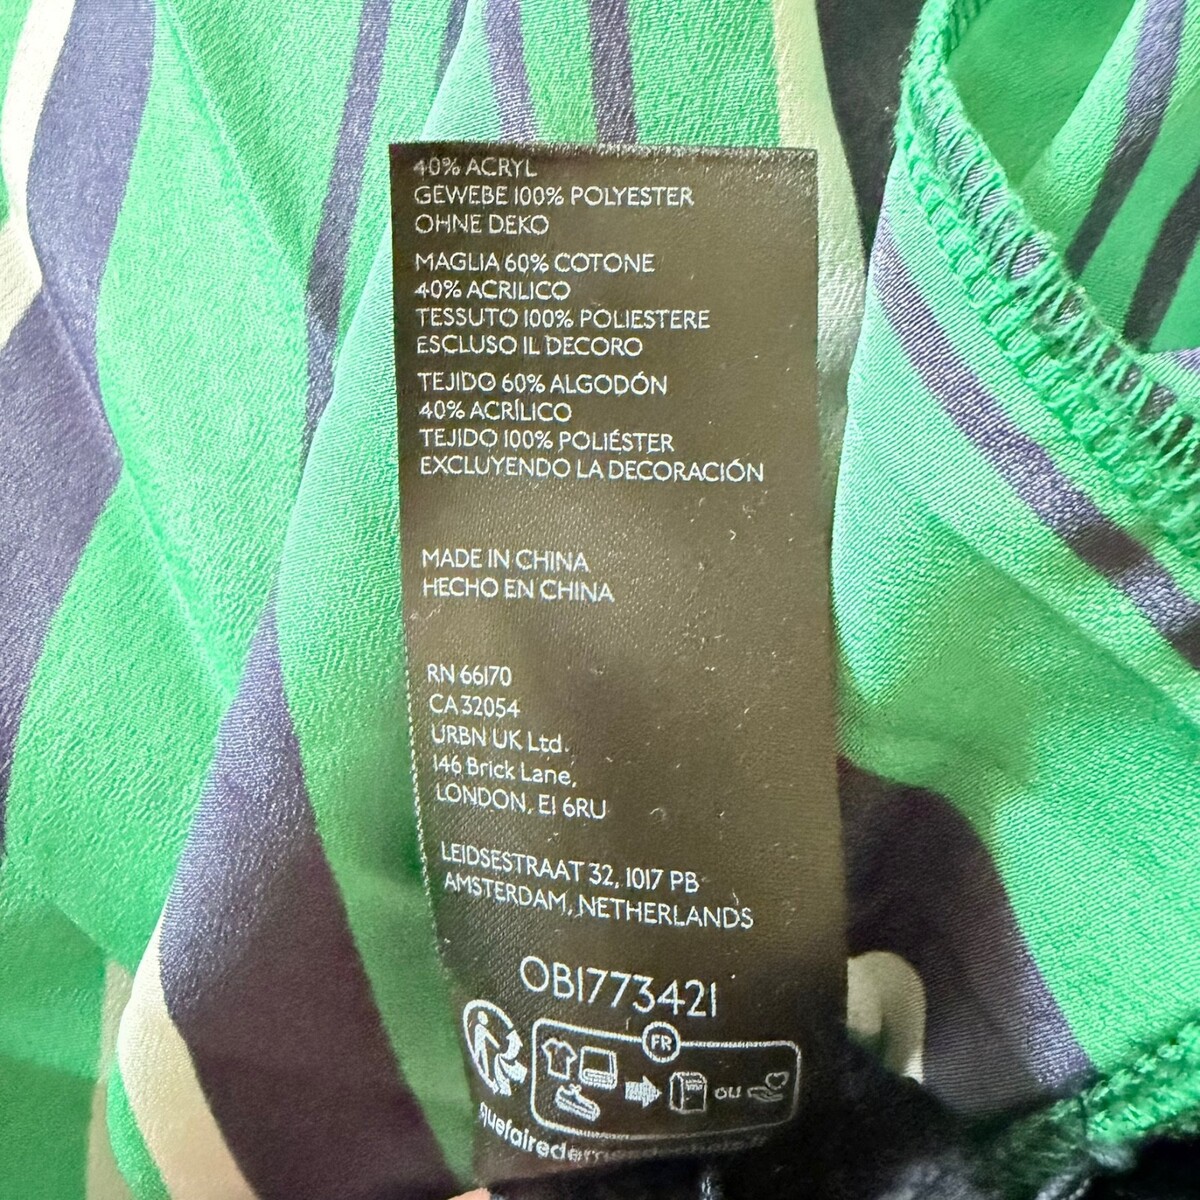 40% ACRYL
GEWEBE 100% POLYESTER
OHNE DEKO
MAGLIA 60% COTONE
40% ACRILICO
TESSUTO 100% POLIESTERE
ESCLUSO IL DECORO
TEJIDO 60% ALGODÓN
40% ACRÍLICO
TEJIDO 100% POLIÉSTER
EXCLUYENDO LA DECORACIÓN
MADE IN CHINA
HECHO EN CHINA
RN 66170
CA 32054
URBN UK Ltd.
146 Brick Lane,
LONDON, E1 6RU
LEIDSESTRAAT 32, 1017 PB
AMSTERDAM, NETHERLANDS
OB1773421
FR
ou